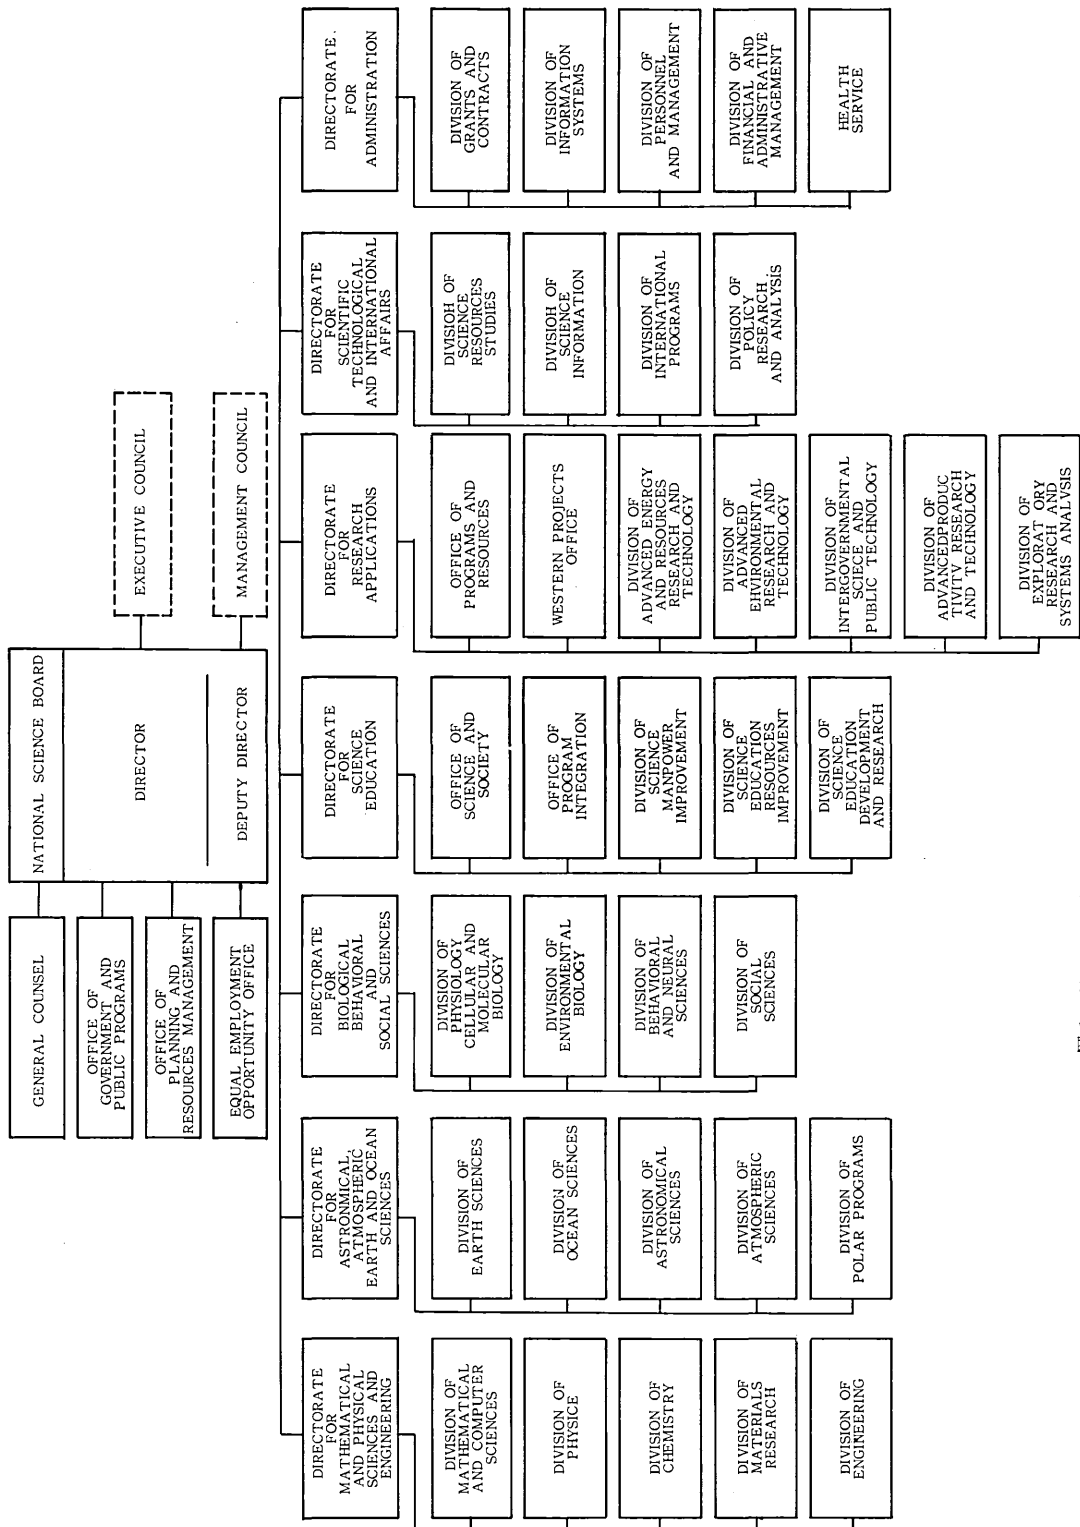 NATIONAL SCIENCE BOARD
DIRECTOR
DEPUTY DIRECTOR
GENERAL COUNSEL
OFFICE OF
GOVERNMENT AND
PUBLIC PROGRAMS
OFFICE OF
PLANNING AND
RESOURCES MANAGEMENT
EQUAL EMPLOYMENT
OPPORTUNITY OFFICE
EXECUTIVE COUNCIL
MANAGEMENT COUNCIL
DIRECTORATE
FOR
MATHEMATICAL
AND PHYSICAL
SCIENCES AND
ENGINEERING
DIVISION OF
MATHEMATICAL
AND COMPUTER
SCIENCES
DIVISION OF
PHYSICE
DIVISION OF
CHEMISTRY
DIVISION OF
MATERIALS
RESEARCH
DIVISION OF
ENGINEERING
DIRECTORATE
FOR
ASTRONMICAL,
ATMOSPHERIC
EARTH AND OCEAN
SCIENCES
DIVISION OF
EARTH SCIENCES
DIVISION OF
OCEAN SCIENCES
DIVISION OF
ASTRONOMICAL
SCIENCES
DIVISION OF
ATMOSPHERIC
SCIENCES
DIVISION OF
POLAR PROGRAMS
DIRECTORATE
FOR
BIOLOGICAL
BEHAVIORAL
AND
SOCIAL SCIENCES
DIVISION OF
PHYSIOLOGY
CELLULAR AND
MOLECULAR
BIOLOGY
DIVISION OF
ENVIRONMENTAL
BIOLOGY
DIVISION OF
BEHAVIORAL
AND NEURAL
SCIENCES
DIVISION OF
SOCIAL
SCIENCES
DIRECTORATE
FOR
SCIENCE
EDUCATION
OFFICE OF
SCIENCE AND
SOCIETY
OFFICE OF
PROGRAM
INTEGRATION
DIVISION OF
SCIENCE
MANPOWER
IMPROVEMENT
DIVISION OF
SCIENCE
EDUCATION
RESOURCES
IMPROVEMENT
DIVISION OF
SCIENCE
EDUCATION
DEVELOPMENT
AND RESEARCH
DIRECTORATE
FOR
RESEARCH
APPLICATIONS
OFFICE OF
PROGRAMS AND
RESOURCES
WESTERN PROJECTS
OFFICE
DIVISION OF
ADVANCED ENERGY
AND RESOURCES
RESEARCH AND
TECHNOLOGY
DIVISION OF
ADVANCED
EHVIRONMENTAL
RESEARCH AND
TECHNOLOGY
DIVISION OF
INTERGOVERNMENTAL
SCIECE AND
PUBLIC TECHNOLOGY
DIVISION OF
ADVANCEDPRODUC
TIVITV RESEARCH
AND TECHNOLOGY
DIVISION OF
EXPLORAT ORY
RESEARCH AND
SYSTEMS ANALVSIS
DIRECTORATE
FOR
SCIENTIFIC
TECHNOLOGICAL
AND INTERNATIONAL
AFFAIRS
DIVISIOH OF
SCIENCE
RESOURCES
STUDIES
DIVISIOH OF
SCIENCE
INFORMATION
DIVISION OF
INTERNATIONAL
PROGRAMS
DIVISION OF
POLICY
RESEARCH .
AND ANALYSIS
DIRECTORATE .
FOR
ADMINISTRATION
DIVISION OF
GRANTS AND
CONTRACTS
DIVISION OF
INFORMATION
SYSTEMS
DIVISION OF
PERSONNEL
AND MANAGEMENT
DIVISION OF
FINANCIAL AND
ADMINISTRATIVE
MANAGEMENT
HEALTH
SERVICE